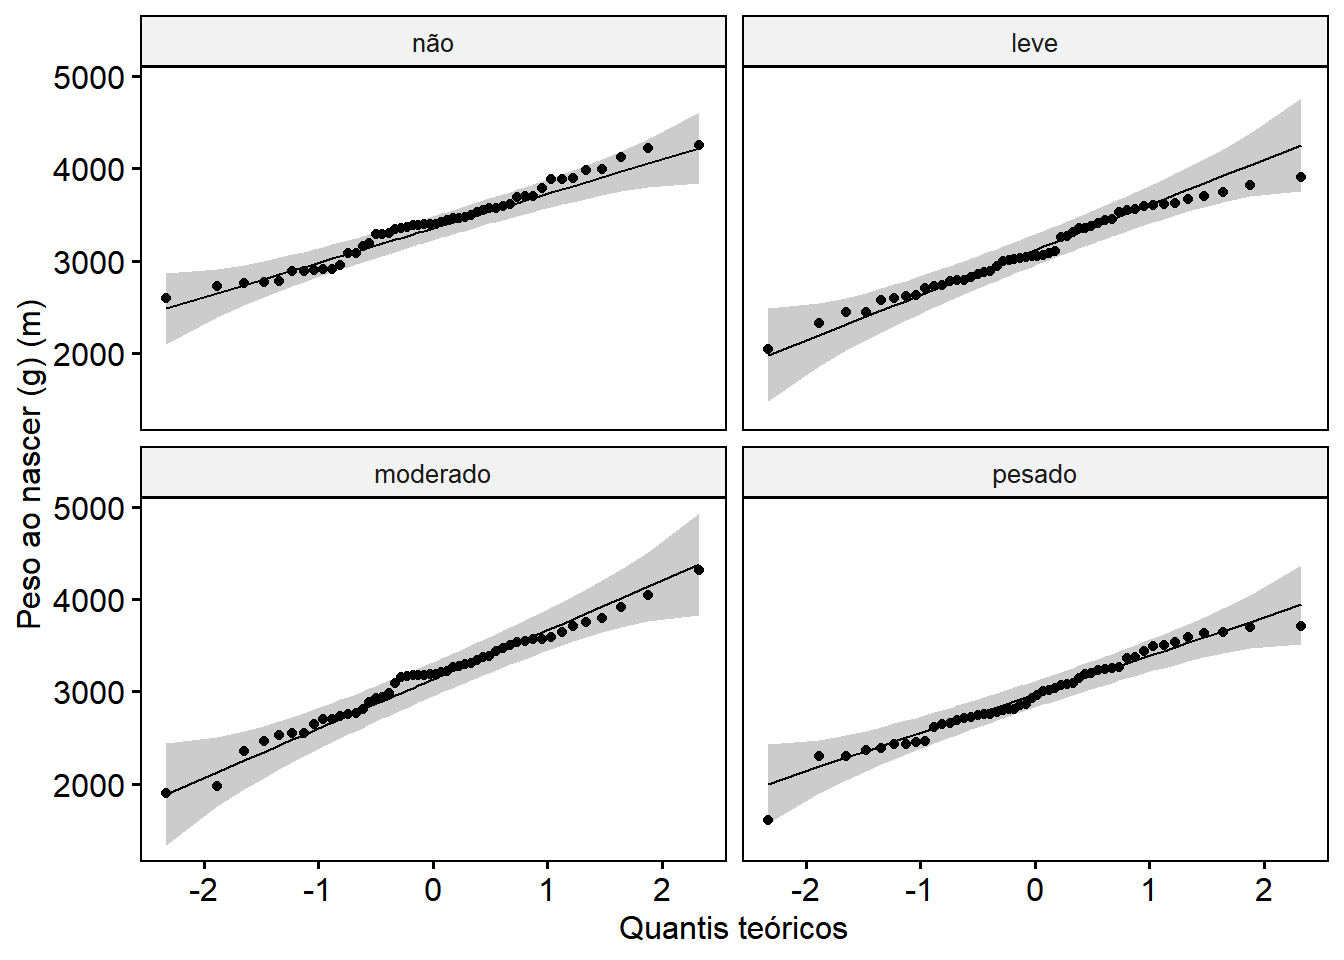 não
leve
5000
4000
3000
2000
moderado
pesado
5000
4000
3000
2000
Peso ao nascer (g) (m)
-2 -1 0 1 2
-2 -1 0 1 2
Quantis teóricos